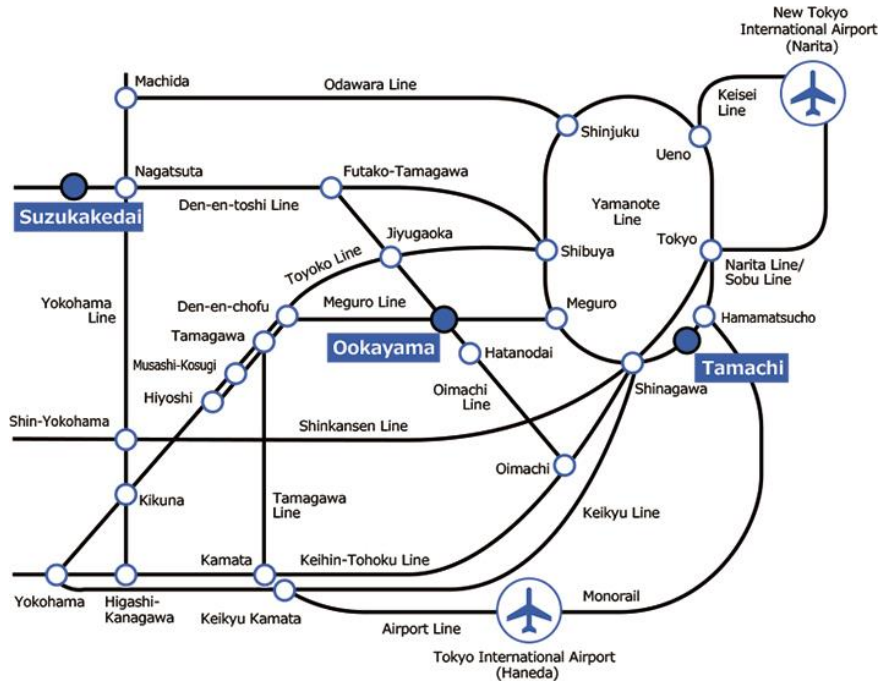 New Tokyo
International Airport
(Narita)
Machida
Odawara Line
Keisei
Line
Shinjuku
Ueno
Nagatsuta
Futako-Tamagawa
Suzukakedai
Den-en-toshi Line
Yamanote
Line
Jiyugaoka
Tokyo
Toyoko Line
Shibuya
Narita Line/
Sobu Line
Yokohama
Line
Den-en-chofu
Meguro Line
Meguro
Hamamatsucho
Tamagawa
Ookayama
Hatanodai
Tamachi
Musashi-Kosugi
Hiyoshi
Oimachi
Line
Shinagawa
Shin-Yokohama
Shinkansen Line
Oimachi
Kikuna
Tamagawa
Line
Keikyu Line
Kamata
Keihin-Tohoku Line
Yokohama
Higashi-
Kanagawa
Keikyu Kamata
Monorail
Airport Line
Tokyo International Airport
(Haneda)